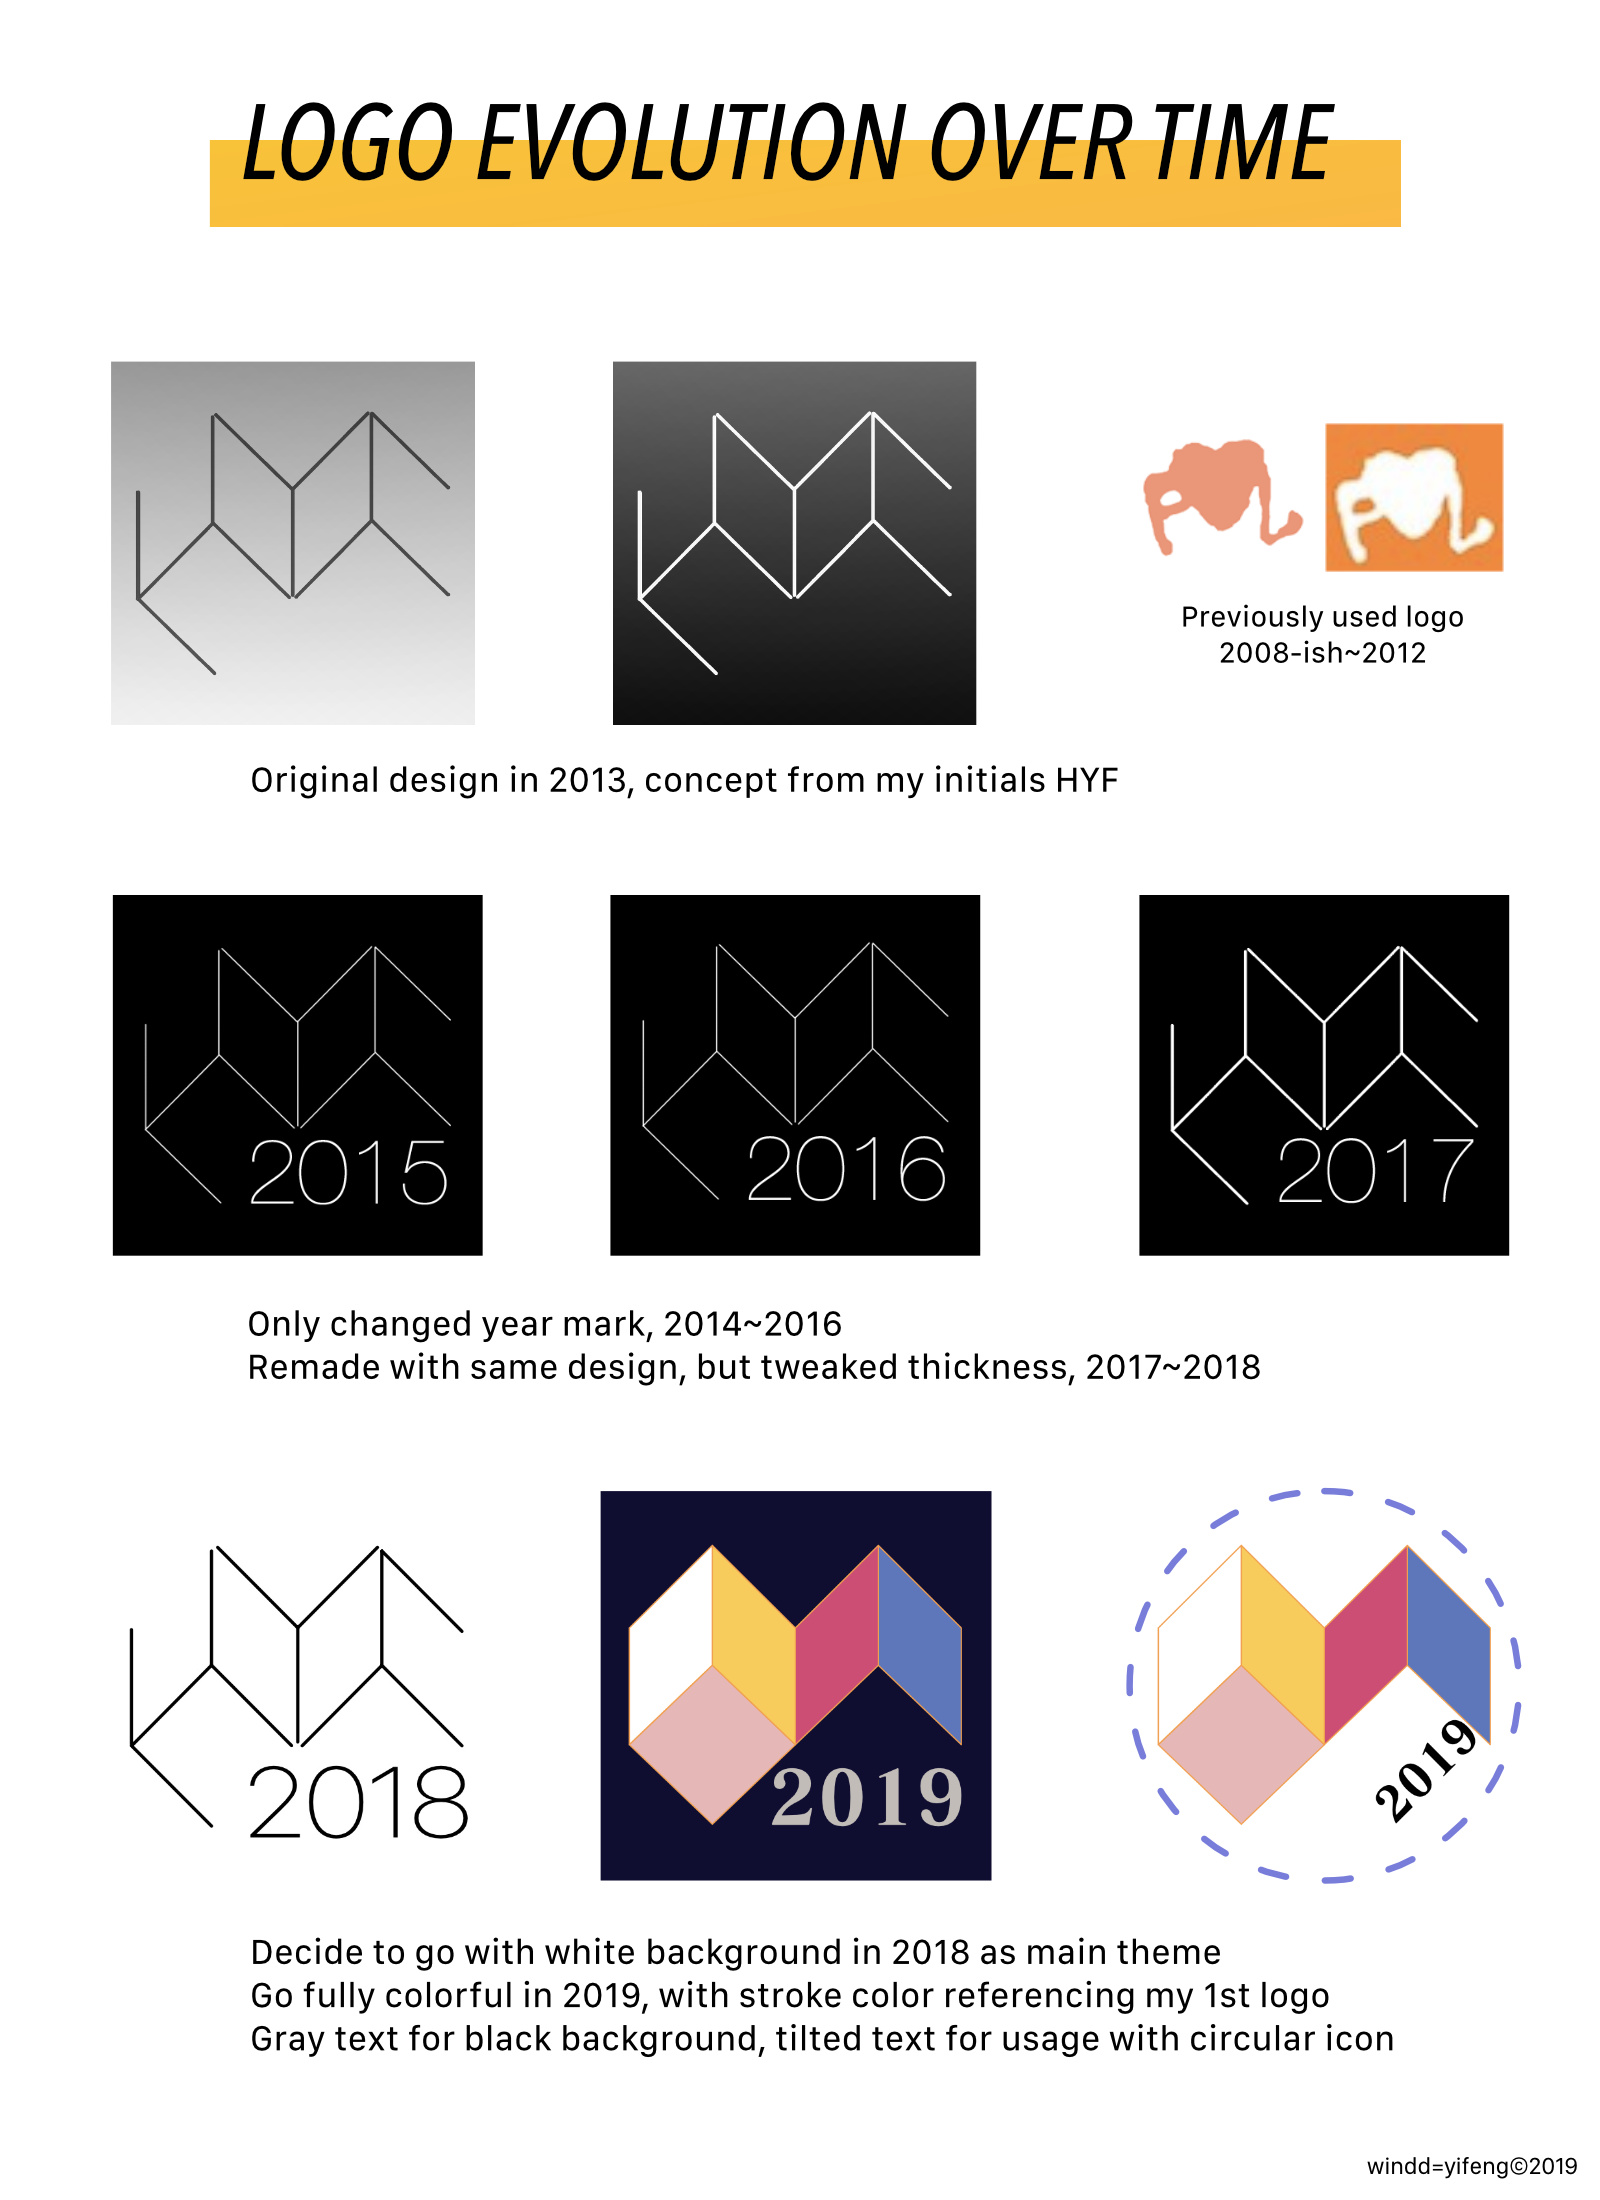 LOGO EVOLUTION OVER TIME
Previously used logo
2008-ish~2012
Original design in 2013, concept from my initials HYF
2015
2016
2017
Only changed year mark, 2014~2016
Remade with same design, but tweaked thickness, 2017~2018
2018
2019
2019
Decide to go with white background in 2018 as main theme
Go fully colorful in 2019, with stroke color referencing my 1st logo
Gray text for black background, tilted text for usage with circular icon
windd=yifeng©2019